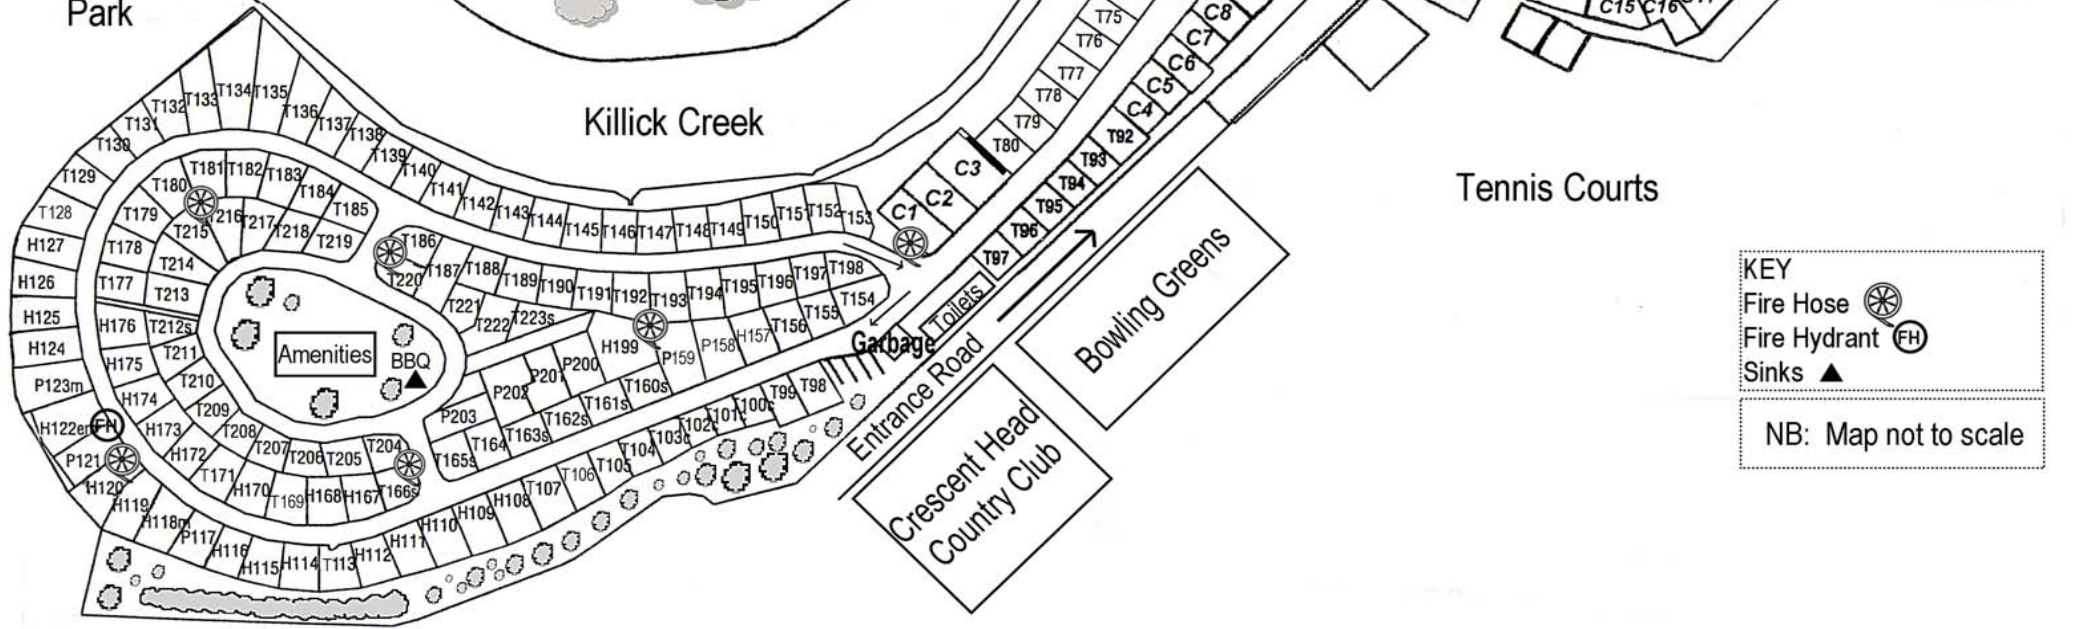 Park
C15 C16
C8
C7
C6
C5
C4
T75
T76
T77
T78
T79
T80
T92
T93
T94
T95
T96
T97
Killick Creek
C3
C2
C1
Tennis Courts
T135
T134
T133
T132
T131
T130
T129
T128
H127
H126
H125
H124
P123m
P121
H120
H119
H118m
P117
H116
H115
H114
T113
H112
H111
H110
H109
H108
T107
T106
T105
T104
T103c
T102c
T101c
T100c
T99
T98
T136
T137
T138
T139
T140
T141
T142
T143
T144
T145
T146
T147
T148
T149
T150
T151
T152
T153
T181
T182
T183
T184
T185
T180
T179
T178
T177
H176
H175
H174
H173
H172
T171
H170
T169
H168
H167
T166s
T216
T217
T218
T219
T215
T214
T213
T212s
T211
T210
T209
T208
T207
T206
T205
T204
T186
T187
T188
T189
T190
T191
T192
T193
T194
T195
T196
T197
T198
T220
T221
T222
T223s
H199
P200
P201
P202
P203
T154
T155
T156
H157
P158
P159
T160s
T161s
T162s
T163s
T164
T165s
Amenities
BBQ
FH
Garbage
Toilets
Entrance Road
Bowling Greens
Crescent Head
Country Club
KEY
Fire Hose
Fire Hydrant FH
Sinks
NB: Map not to scale